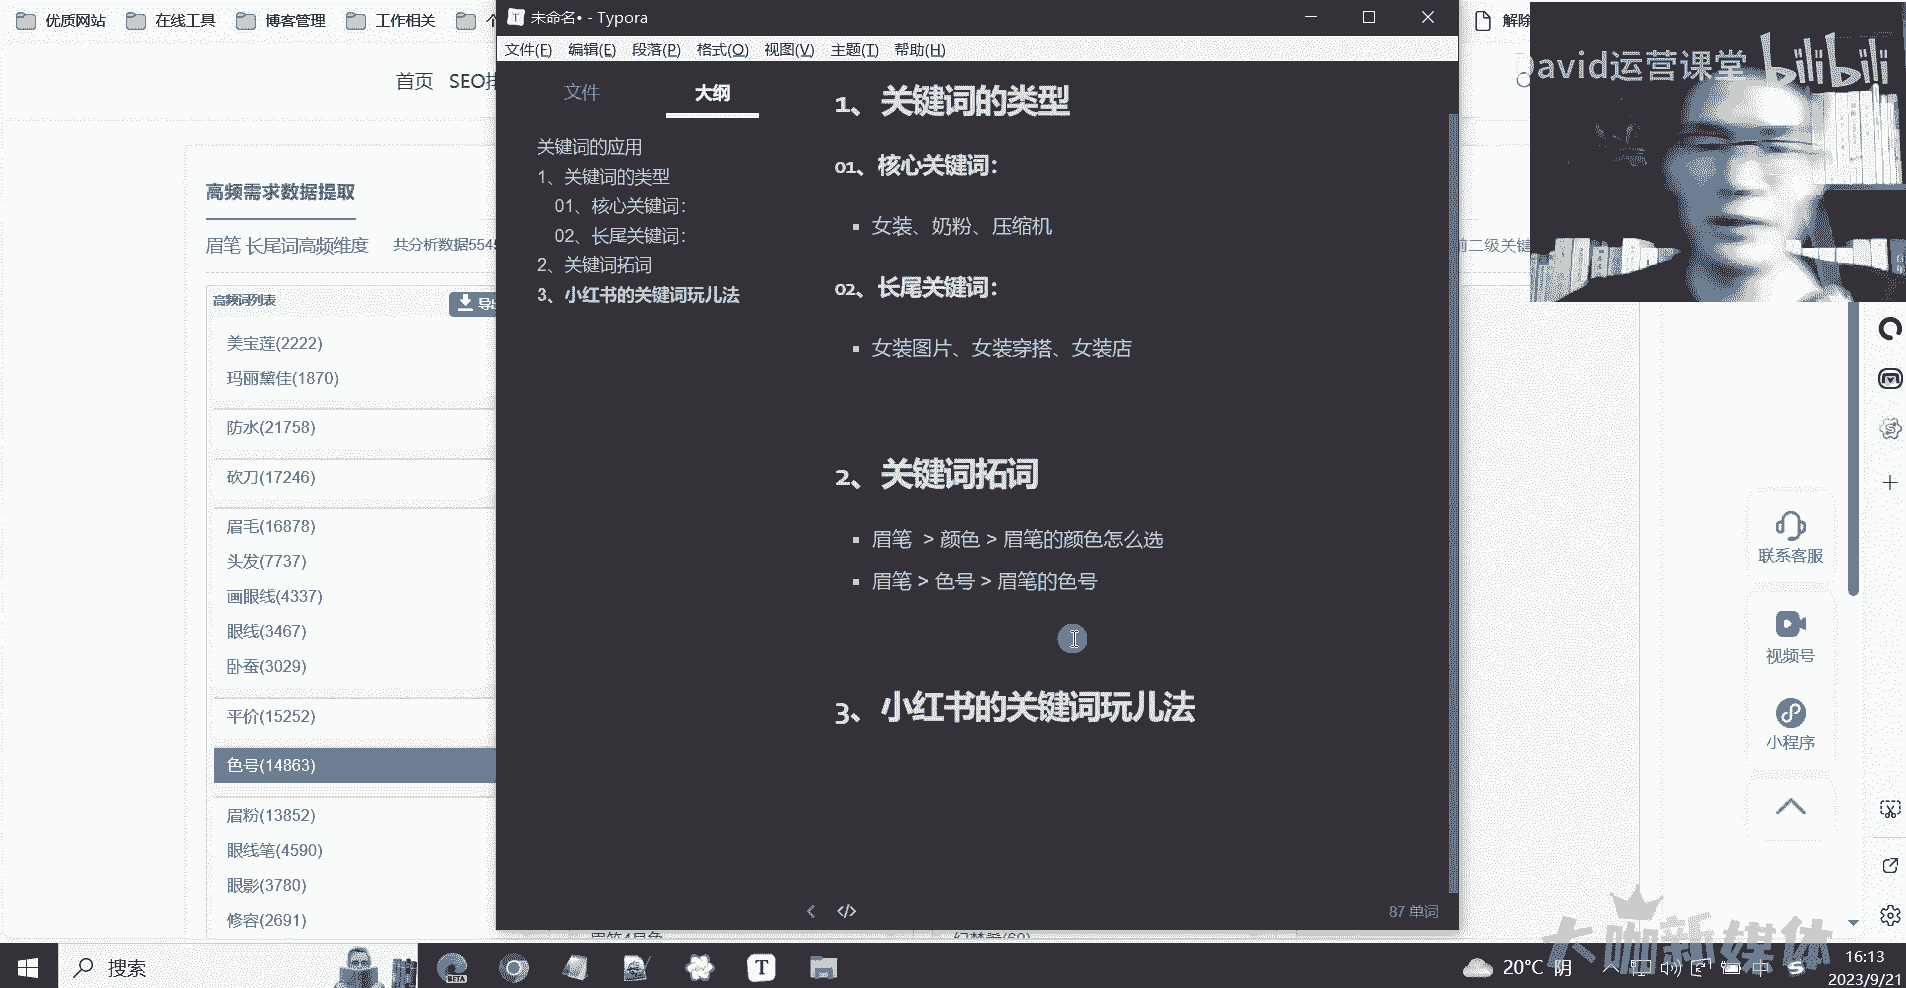 优质网站
在线工具
博客管理
工作相关
首页 SEO
高频需求数据提取
眉笔 长尾词高频维度 共分析数据554
高频词列表
美宝莲(2222)
玛丽黛佳(1870)
防水(21758)
砍刀(17246)
眉毛(16878)
头发(7737)
画眼线(4337)
眼线(3467)
卧蚕(3029)
平价(15252)
色号(14863)
眉粉(13852)
眼线笔(4590)
眼影(3780)
修容(2691)
T 未命名• - Typora
文件(F) 编辑(E) 段落(P) 格式(O) 视图(V) 主题(T) 帮助(H)
文件 大纲
关键词的应用
1、关键词的类型
01、核心关键词：
02、长尾关键词：
2、关键词拓词
3、小红书的关键词玩儿法
1、关键词的类型
01、核心关键词：
女装、奶粉、压缩机
02、长尾关键词：
女装图片、女装穿搭、女装店
2、关键词拓词
眉笔 > 颜色 > 眉笔的颜色怎么选
眉笔 > 色号 > 眉笔的色号
3、小红书的关键词玩儿法
</>
87 单词
解除
David运营课堂 bilibili
前二级关键
联系客服
视频号
小程序
大咖新媒体
搜索
BETA
T
20°C 阴
中
16:13
2023/9/21